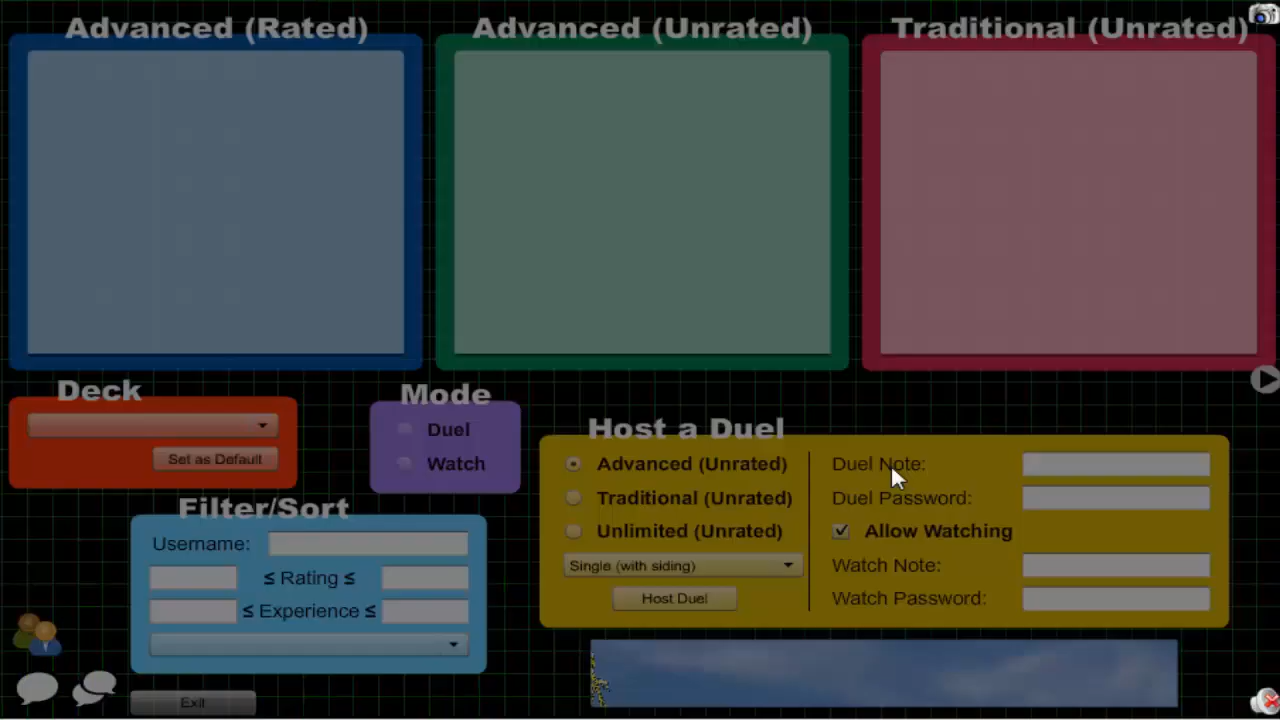 Advanced (Rated)
Advanced (Unrated)
Traditional (Unrated)
Deck
Set as Default
Mode
Duel
Watch
Filter/Sort
Username:
≤ Rating ≤
≤ Experience ≤
Exit
Host a Duel
Advanced (Unrated)
Traditional (Unrated)
Unlimited (Unrated)
Single (with siding)
Host Duel
Duel Note:
Duel Password:
Allow Watching
Watch Note:
Watch Password: